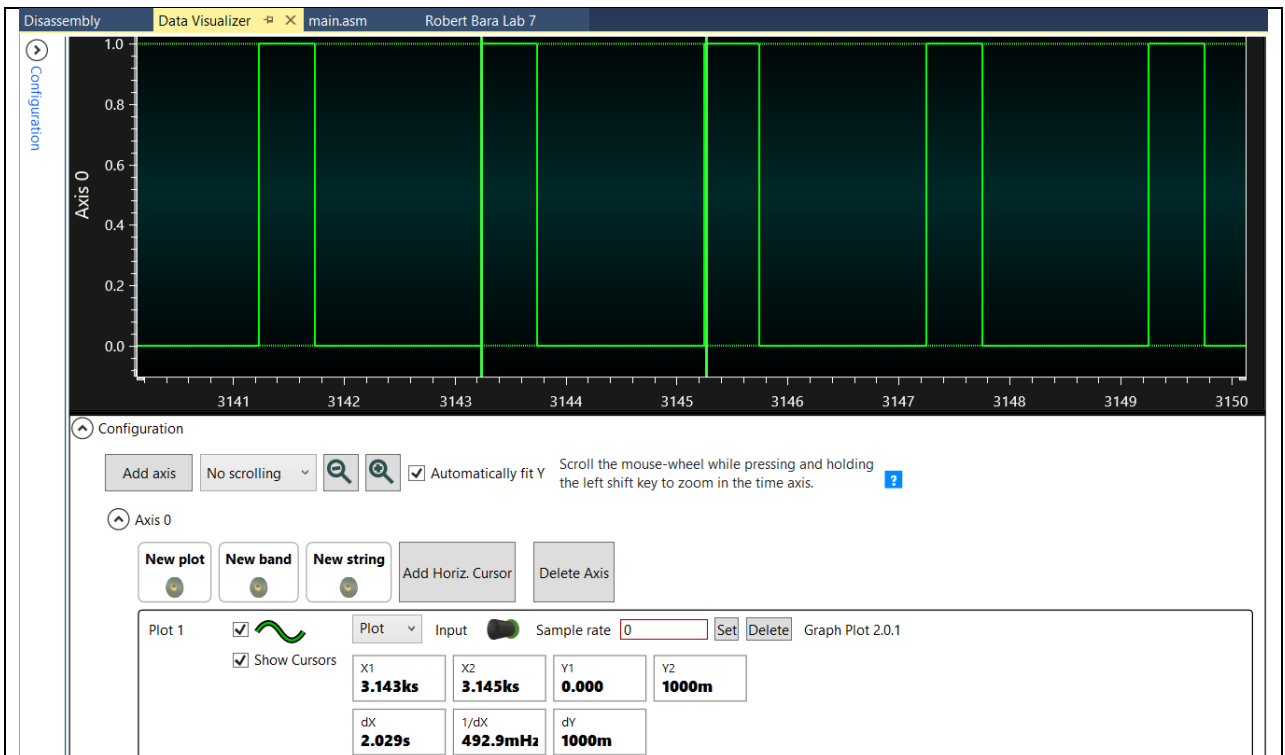 Disassembly Data Visualizer main.asm Robert Bara Lab 7
Configuration
Axis 0
1.0
0.8
0.6
0.4
0.2
0.0
3141 3142 3143 3144 3145 3146 3147 3148 3149 3150
Configuration
Add axis No scrolling Automatically fit Y Scroll the mouse-wheel while pressing and holding
the left shift key to zoom in the time axis. ?
Axis 0
New plot New band New string Add Horiz. Cursor Delete Axis
Plot 1 Plot Input Sample rate 0 Set Delete Graph Plot 2.0.1
Show Cursors
X1 X2 Y1 Y2
3.143ks 3.145ks 0.000 1000m
dX 1/dX dY
2.029s 492.9mHz 1000m